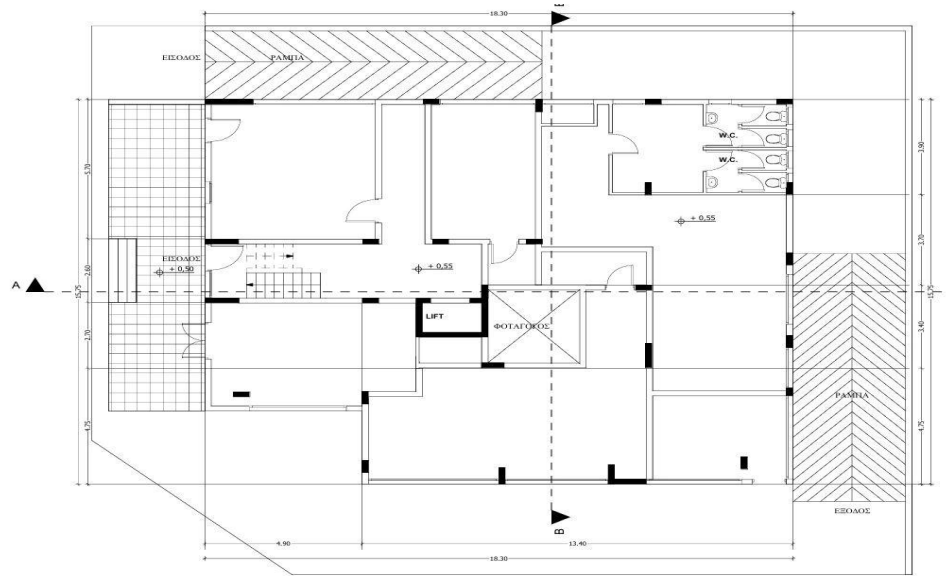 18.30
B
ΕΙΣΟΔΟΣ
ΡΑΜΠΑ
W.C.
W.C.
5.70
3.90
+ 0,55
3.70
ΕΙΣΟΔΟΣ
+ 0,50
+ 0,55
2.60
A
15.75
15.75
LIFT
ΦΩΤΑΓΩΓΟΣ
2.70
3.40
ΡΑΜΠΑ
4.75
4.75
ΕΞΟΔΟΣ
B
4.90
13.40
18.30